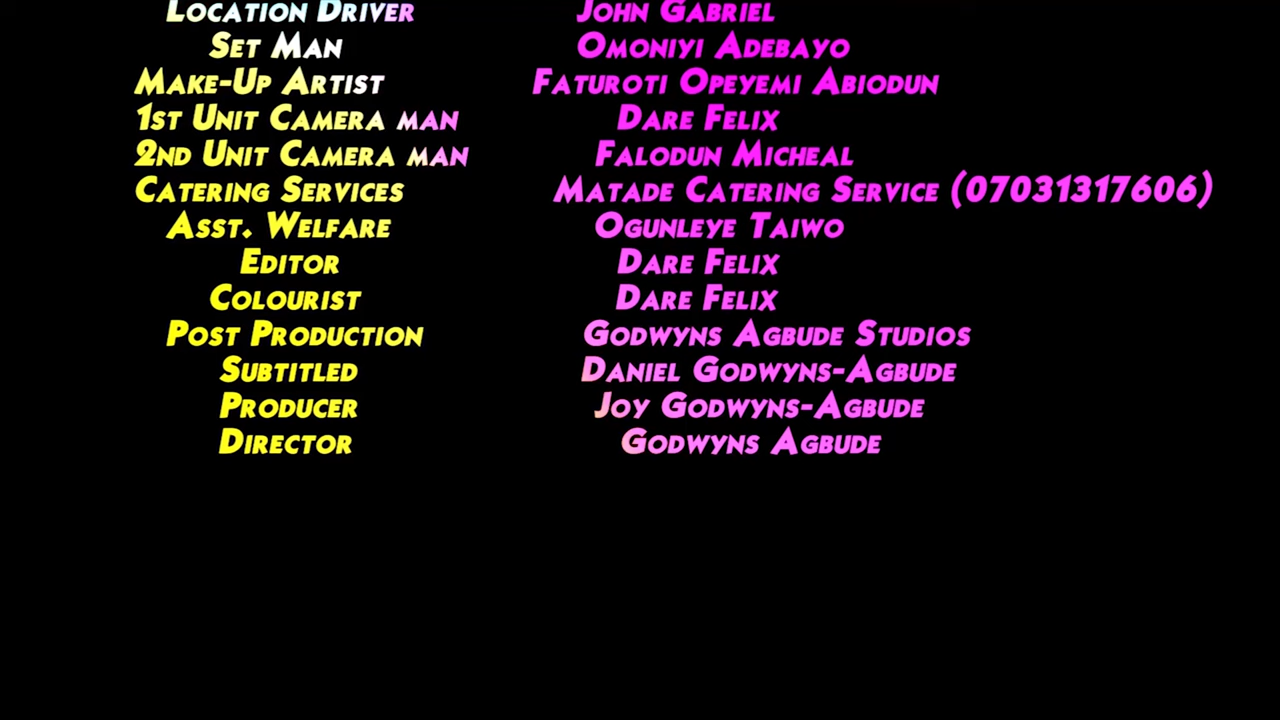 Location Driver John Gabriel
Set Man Omoniyi Adebayo
Make-Up Artist Faturoti Opeyemi Abiodun
1st Unit Camera man Dare Felix
2nd Unit Camera man Falodun Micheal
Catering Services Matade Catering Service (07031317606)
Asst. Welfare Ogunleye Taiwo
Editor Dare Felix
Colourist Dare Felix
Post Production Godwyns Agbude Studios
Subtitled Daniel Godwyns-Agbude
Producer Joy Godwyns-Agbude
Director Godwyns Agbude